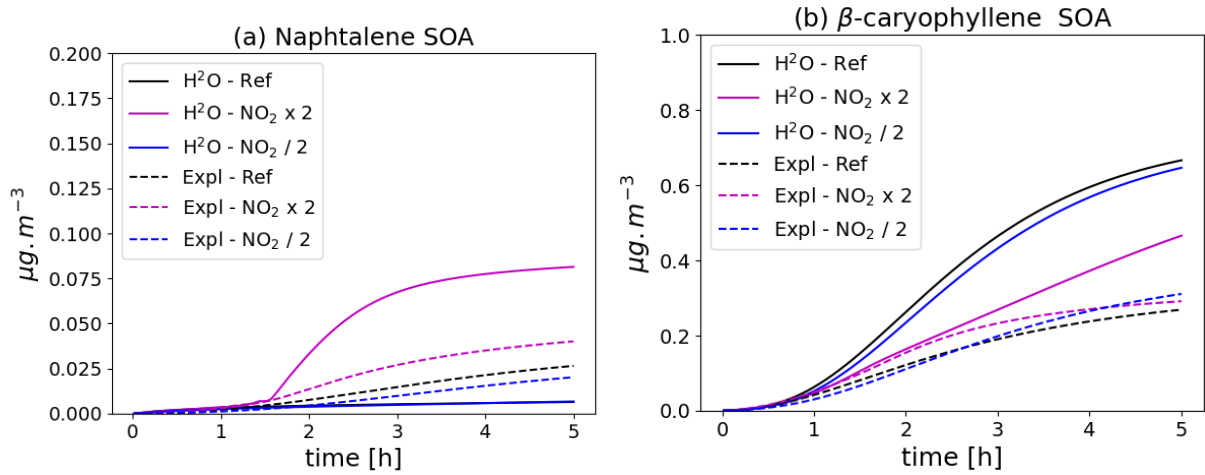 (a) Naphtalene SOA
μg.m⁻³
0.200
0.175
0.150
0.125
0.100
0.075
0.050
0.025
0.000
H²O - Ref
H²O - NO₂ x 2
H²O - NO₂ / 2
Expl - Ref
Expl - NO₂ x 2
Expl - NO₂ / 2
0 1 2 3 4 5
time [h]
(b) β-caryophyllene SOA
μg.m⁻³
1.0
0.8
0.6
0.4
0.2
0.0
H²O - Ref
H²O - NO₂ x 2
H²O - NO₂ / 2
Expl - Ref
Expl - NO₂ x 2
Expl - NO₂ / 2
0 1 2 3 4 5
time [h]